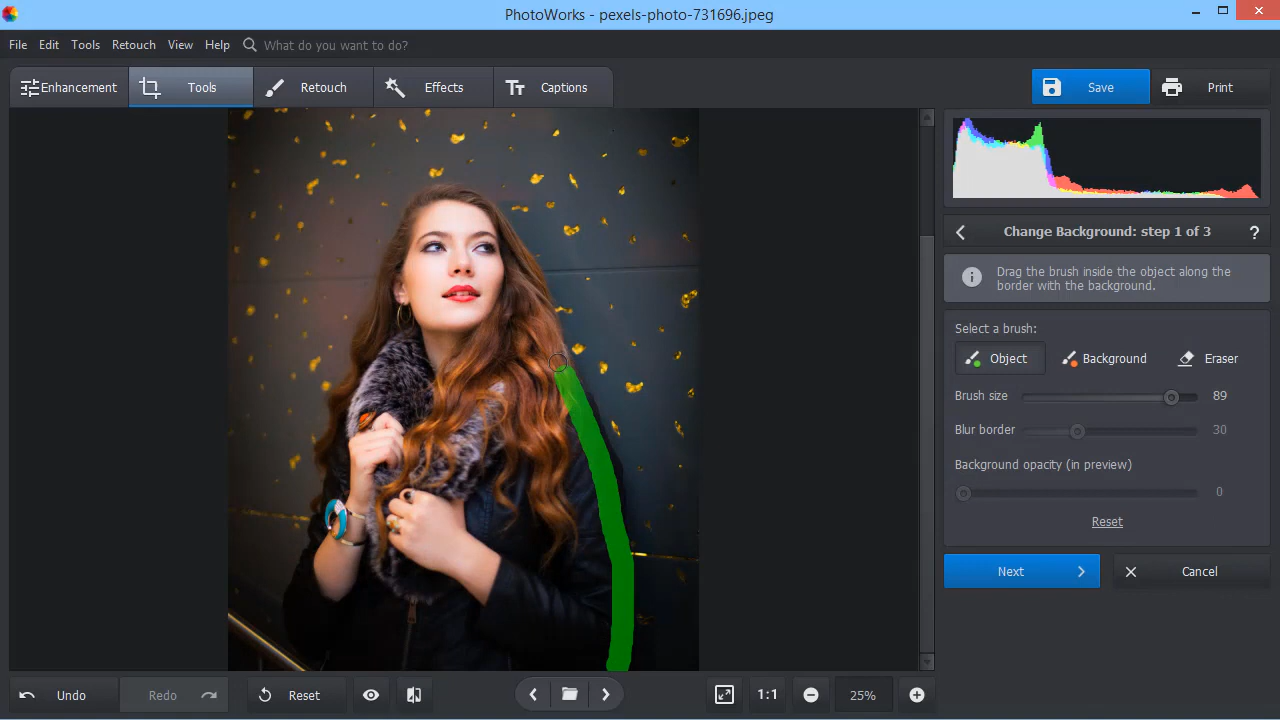 PhotoWorks - pexels-photo-731696.jpeg
File Edit Tools Retouch View Help What do you want to do?
Enhancement Tools Retouch Effects Captions Save Print
Change Background: step 1 of 3 ?
Drag the brush inside the object along the
border with the background.
Select a brush:
Object Background Eraser
Brush size 89
Blur border 30
Background opacity (in preview)
0
Reset
Next Cancel
Undo Redo Reset 1:1 25%